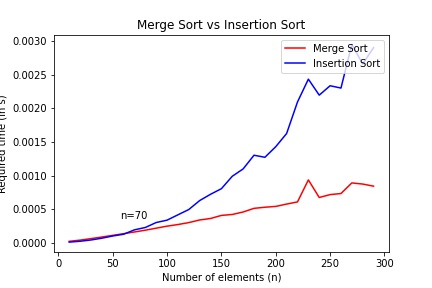 Merge Sort vs Insertion Sort
Merge Sort
Insertion Sort
0.0030
0.0025
0.0020
0.0015
0.0010
0.0005
0.0000
Required time (in s)
n=70
0
50
100
150
200
250
300
Number of elements (n)